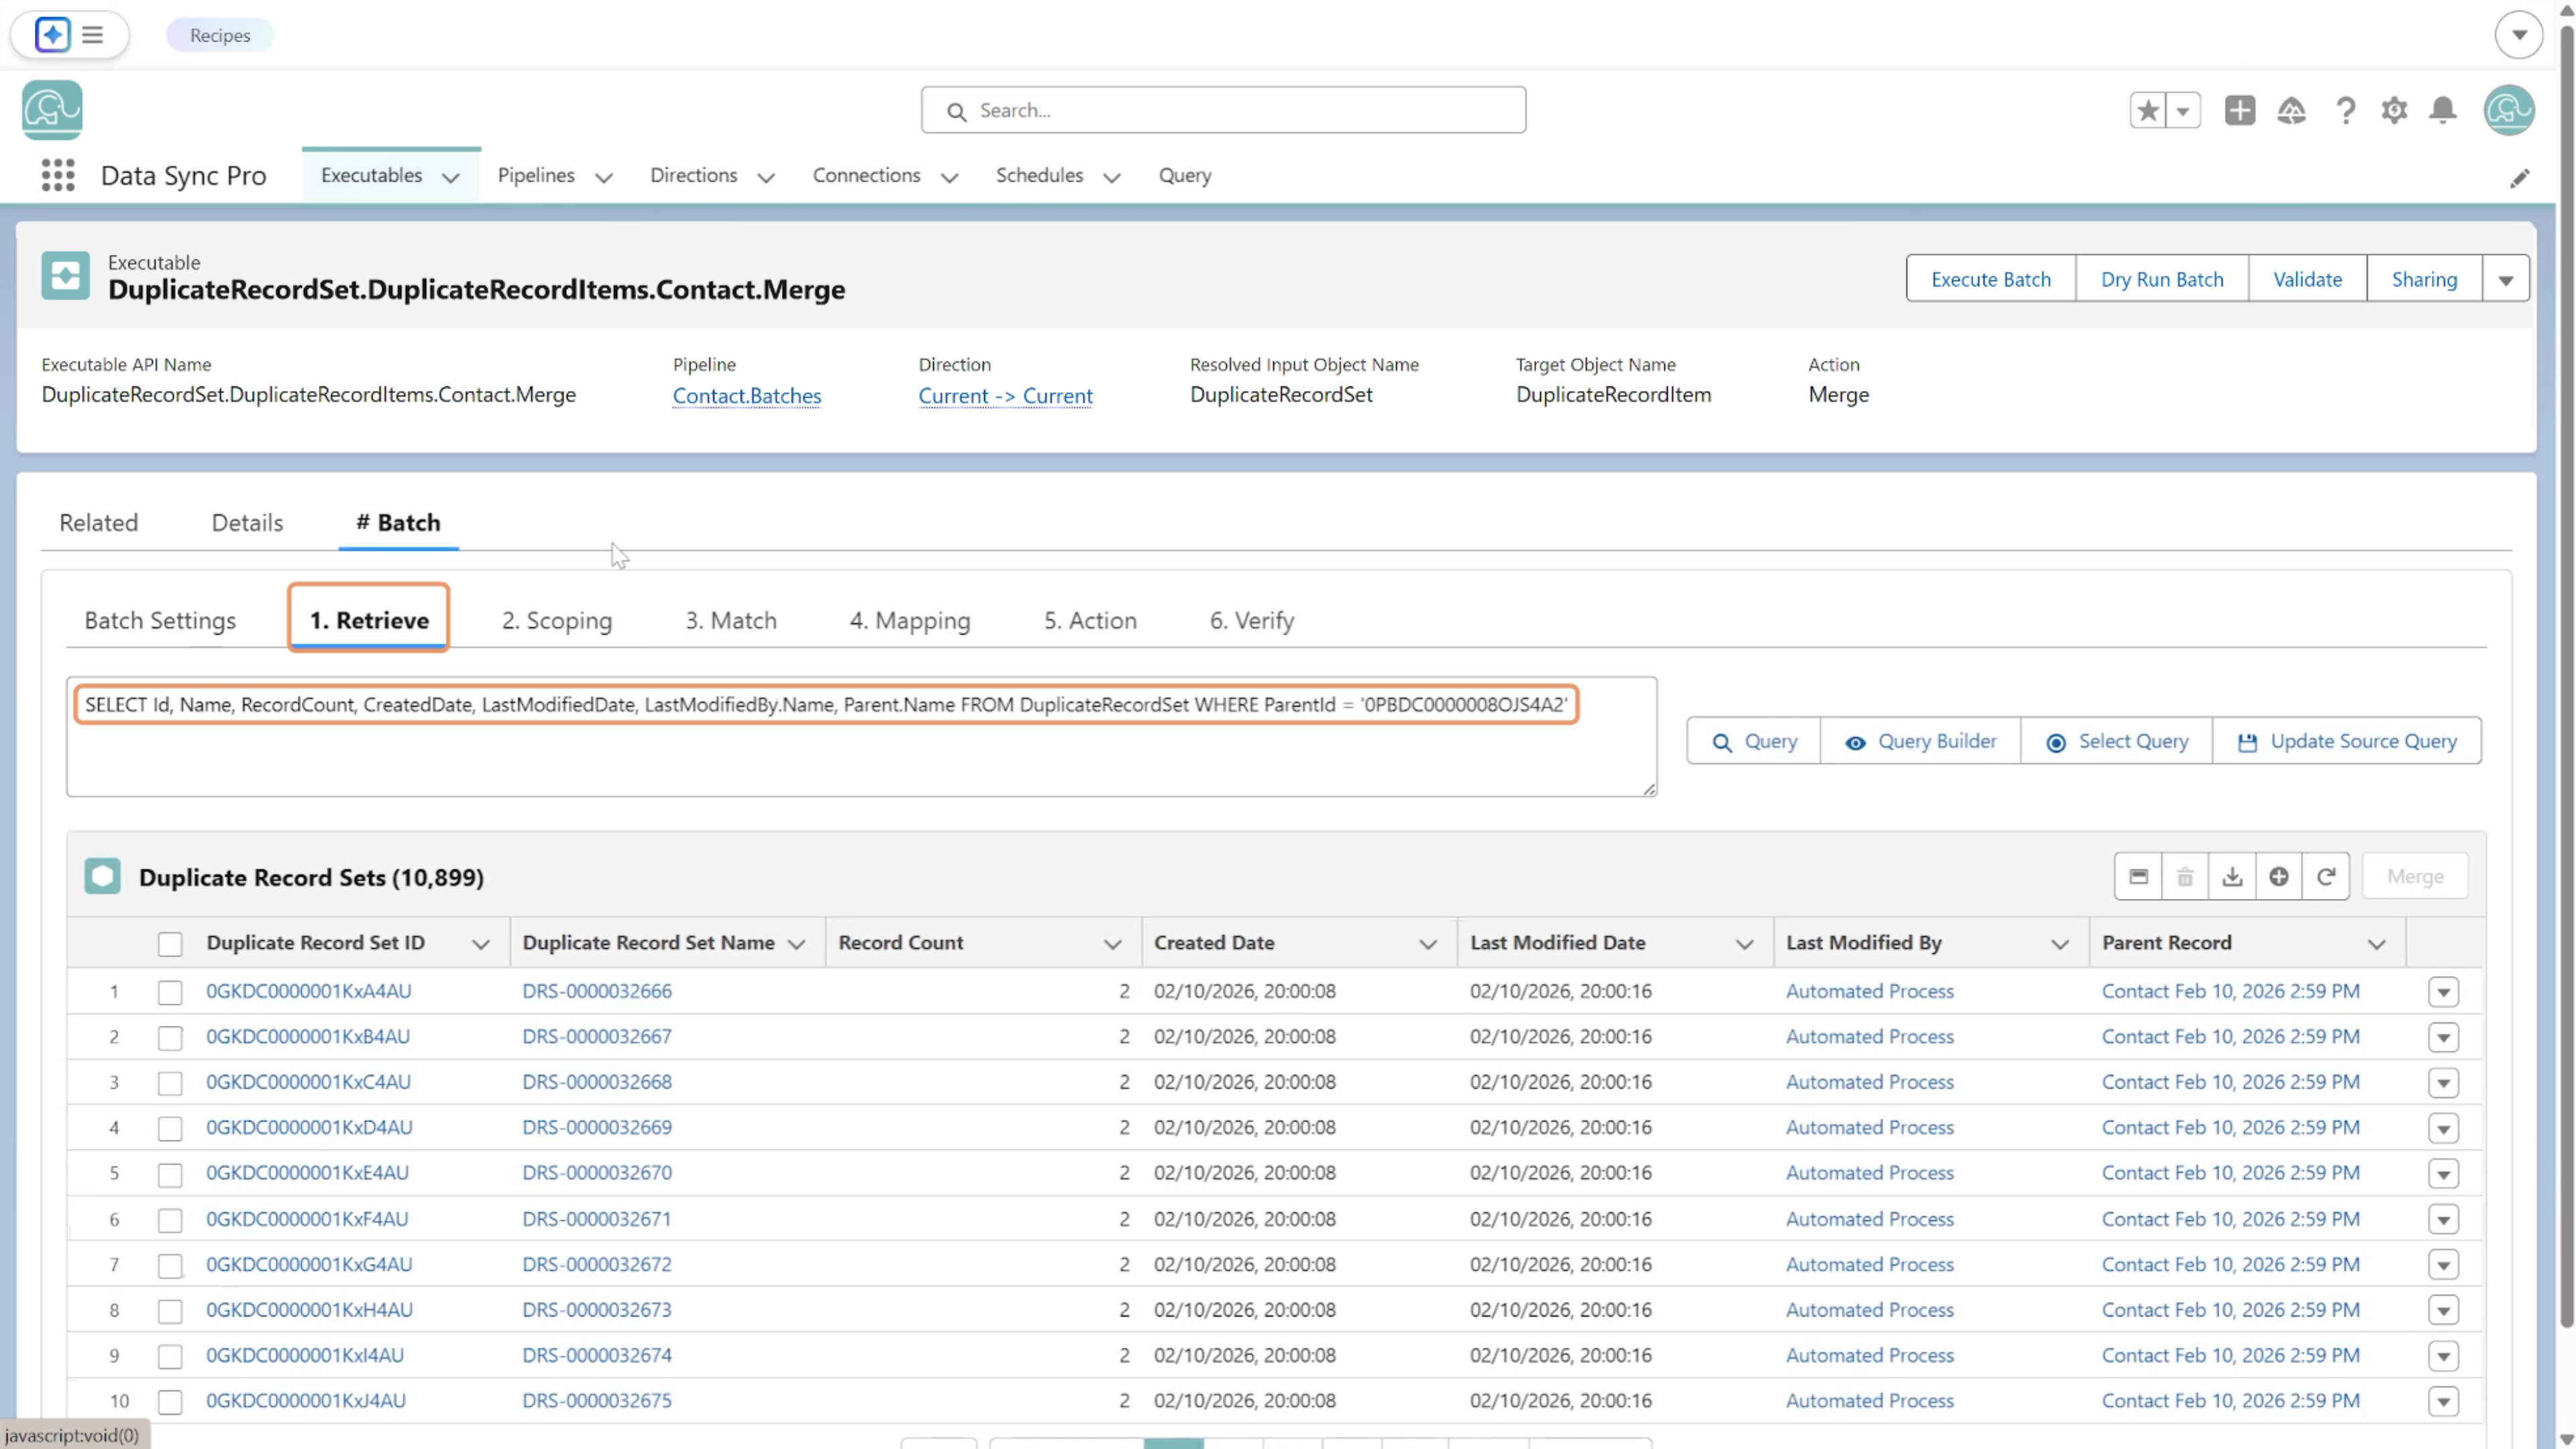 Recipes
Search...
Data Sync Pro
Executables
Pipelines
Directions
Connections
Schedules
Query
Executable
DuplicateRecordSet.DuplicateRecordItems.Contact.Merge
Execute Batch
Dry Run Batch
Validate
Sharing
Executable API Name
Pipeline
Direction
Resolved Input Object Name
Target Object Name
Action
DuplicateRecordSet.DuplicateRecordItems.Contact.Merge
Contact.Batches
Current -> Current
DuplicateRecordSet
DuplicateRecordItem
Merge
Related
Details
# Batch
Batch Settings
1. Retrieve
2. Scoping
3. Match
4. Mapping
5. Action
6. Verify
SELECT Id, Name, RecordCount, CreatedDate, LastModifiedDate, LastModifiedBy.Name, Parent.Name FROM DuplicateRecordSet WHERE ParentId = '0PBDC0000008OJS4A2'
Query
Query Builder
Select Query
Update Source Query
Duplicate Record Sets (10,899)
Merge
Duplicate Record Set ID Duplicate Record Set Name Record Count Created Date Last Modified Date Last Modified By Parent Record
1 0GKDC0000001KxA4AU DRS-0000032666 2 02/10/2026, 20:00:08 02/10/2026, 20:00:16 Automated Process Contact Feb 10, 2026 2:59 PM
2 0GKDC0000001KxB4AU DRS-0000032667 2 02/10/2026, 20:00:08 02/10/2026, 20:00:16 Automated Process Contact Feb 10, 2026 2:59 PM
3 0GKDC0000001KxC4AU DRS-0000032668 2 02/10/2026, 20:00:08 02/10/2026, 20:00:16 Automated Process Contact Feb 10, 2026 2:59 PM
4 0GKDC0000001KxD4AU DRS-0000032669 2 02/10/2026, 20:00:08 02/10/2026, 20:00:16 Automated Process Contact Feb 10, 2026 2:59 PM
5 0GKDC0000001KxE4AU DRS-0000032670 2 02/10/2026, 20:00:08 02/10/2026, 20:00:16 Automated Process Contact Feb 10, 2026 2:59 PM
6 0GKDC0000001KxF4AU DRS-0000032671 2 02/10/2026, 20:00:08 02/10/2026, 20:00:16 Automated Process Contact Feb 10, 2026 2:59 PM
7 0GKDC0000001KxG4AU DRS-0000032672 2 02/10/2026, 20:00:08 02/10/2026, 20:00:16 Automated Process Contact Feb 10, 2026 2:59 PM
8 0GKDC0000001KxH4AU DRS-0000032673 2 02/10/2026, 20:00:08 02/10/2026, 20:00:16 Automated Process Contact Feb 10, 2026 2:59 PM
9 0GKDC0000001KxI4AU DRS-0000032674 2 02/10/2026, 20:00:08 02/10/2026, 20:00:16 Automated Process Contact Feb 10, 2026 2:59 PM
10 0GKDC0000001KxJ4AU DRS-0000032675 2 02/10/2026, 20:00:08 02/10/2026, 20:00:16 Automated Process Contact Feb 10, 2026 2:59 PM
javascript:void(0)